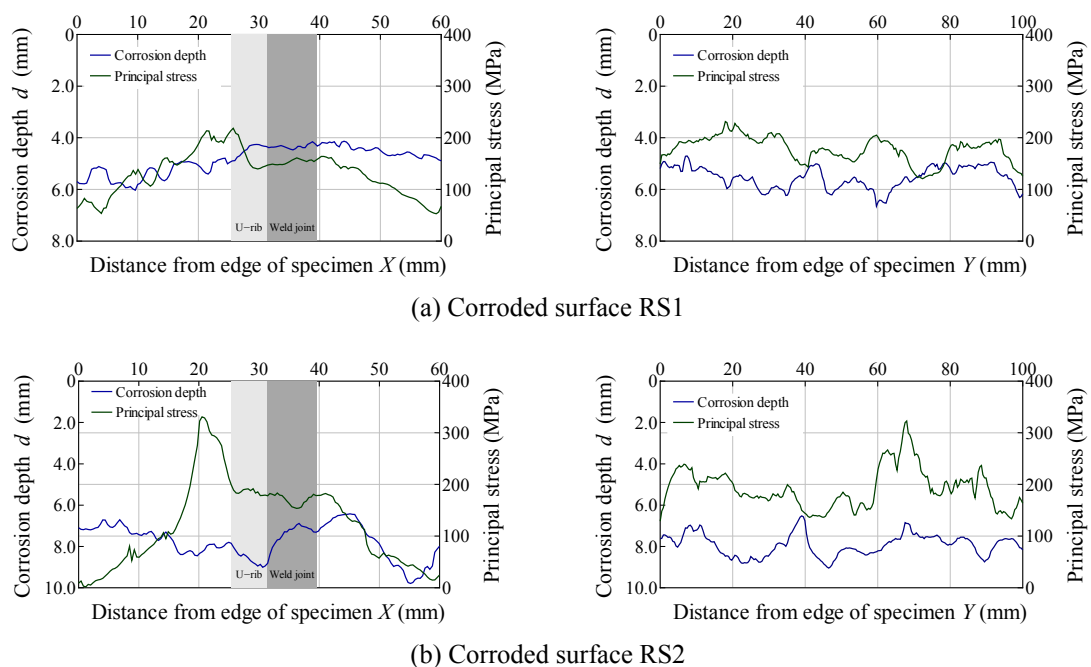 0 10 20 30 40 50 60
0
2.0
4.0
6.0
8.0
Corrosion depth d (mm)
Corrosion depth
Principal stress
U−rib
Weld joint
400
300
200
100
0
Principal stress (MPa)
Distance from edge of specimen X (mm)
0 20 40 60 80 100
0
2.0
4.0
6.0
8.0
Corrosion depth d (mm)
Corrosion depth
Principal stress
400
300
200
100
0
Principal stress (MPa)
Distance from edge of specimen Y (mm)
(a) Corroded surface RS1
0 10 20 30 40 50 60
0
2.0
4.0
6.0
8.0
10.0
Corrosion depth d (mm)
Corrosion depth
Principal stress
U−rib
Weld joint
400
300
200
100
0
Principal stress (MPa)
Distance from edge of specimen X (mm)
0 20 40 60 80 100
0
2.0
4.0
6.0
8.0
10.0
Corrosion depth d (mm)
Corrosion depth
Principal stress
400
300
200
100
0
Principal stress (MPa)
Distance from edge of specimen Y (mm)
(b) Corroded surface RS2